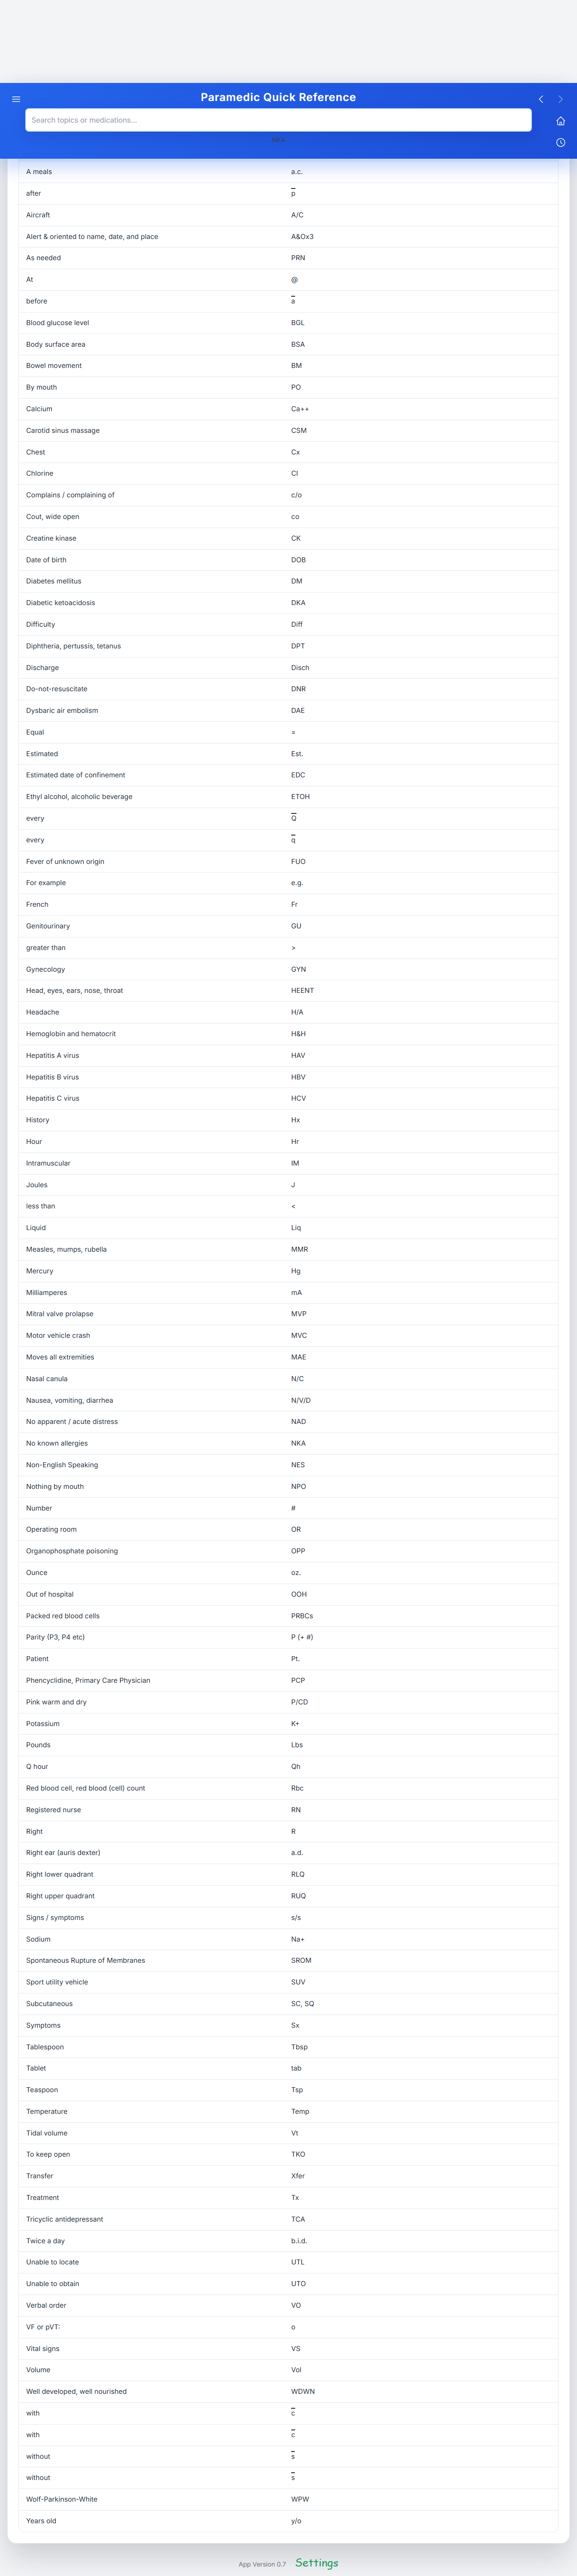 Paramedic Quick Reference
Search topics or medications...
A meals a.c.
after p̅
Aircraft A/C
Alert & oriented to name, date, and place A&Ox3
As needed PRN
At @
before a̅
Blood glucose level BGL
Body surface area BSA
Bowel movement BM
By mouth PO
Calcium Ca++
Carotid sinus massage CSM
Chest Cx
Chlorine Cl
Complains / complaining of c/o
Cout, wide open co
Creatine kinase CK
Date of birth DOB
Diabetes mellitus DM
Diabetic ketoacidosis DKA
Difficulty Diff
Diphtheria, pertussis, tetanus DPT
Discharge Disch
Do-not-resuscitate DNR
Dysbaric air embolism DAE
Equal =
Estimated Est.
Estimated date of confinement EDC
Ethyl alcohol, alcoholic beverage ETOH
every Q̅
every q̅
Fever of unknown origin FUO
For example e.g.
French Fr
Genitourinary GU
greater than >
Gynecology GYN
Head, eyes, ears, nose, throat HEENT
Headache H/A
Hemoglobin and hematocrit H&H
Hepatitis A virus HAV
Hepatitis B virus HBV
Hepatitis C virus HCV
History Hx
Hour Hr
Intramuscular IM
Joules J
less than <
Liquid Liq
Measles, mumps, rubella MMR
Mercury Hg
Milliamperes mA
Mitral valve prolapse MVP
Motor vehicle crash MVC
Moves all extremities MAE
Nasal canula N/C
Nausea, vomiting, diarrhea N/V/D
No apparent / acute distress NAD
No known allergies NKA
Non-English Speaking NES
Nothing by mouth NPO
Number #
Operating room OR
Organophosphate poisoning OPP
Ounce oz.
Out of hospital OOH
Packed red blood cells PRBCs
Parity (P3, P4 etc) P (+ #)
Patient Pt.
Phencyclidine, Primary Care Physician PCP
Pink warm and dry P/CD
Potassium K+
Pounds Lbs
Q hour Qh
Red blood cell, red blood (cell) count Rbc
Registered nurse RN
Right R
Right ear (auris dexter) a.d.
Right lower quadrant RLQ
Right upper quadrant RUQ
Signs / symptoms s/s
Sodium Na+
Spontaneous Rupture of Membranes SROM
Sport utility vehicle SUV
Subcutaneous SC, SQ
Symptoms Sx
Tablespoon Tbsp
Tablet tab
Teaspoon Tsp
Temperature Temp
Tidal volume Vt
To keep open TKO
Transfer Xfer
Treatment Tx
Tricyclic antidepressant TCA
Twice a day b.i.d.
Unable to locate UTL
Unable to obtain UTO
Verbal order VO
VF or pVT: o
Vital signs VS
Volume Vol
Well developed, well nourished WDWN
with c̅
with c̅
without s̅
without s̅
Wolf-Parkinson-White WPW
Years old y/o
App Version 0.7 Settings